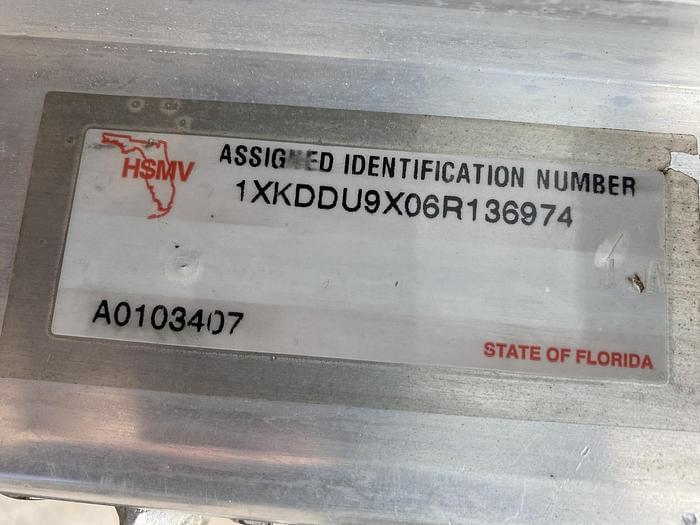 HSMV
ASSIGNED IDENTIFICATION NUMBER
1XKDDU9X06R136974
A0103407
STATE OF FLORIDA